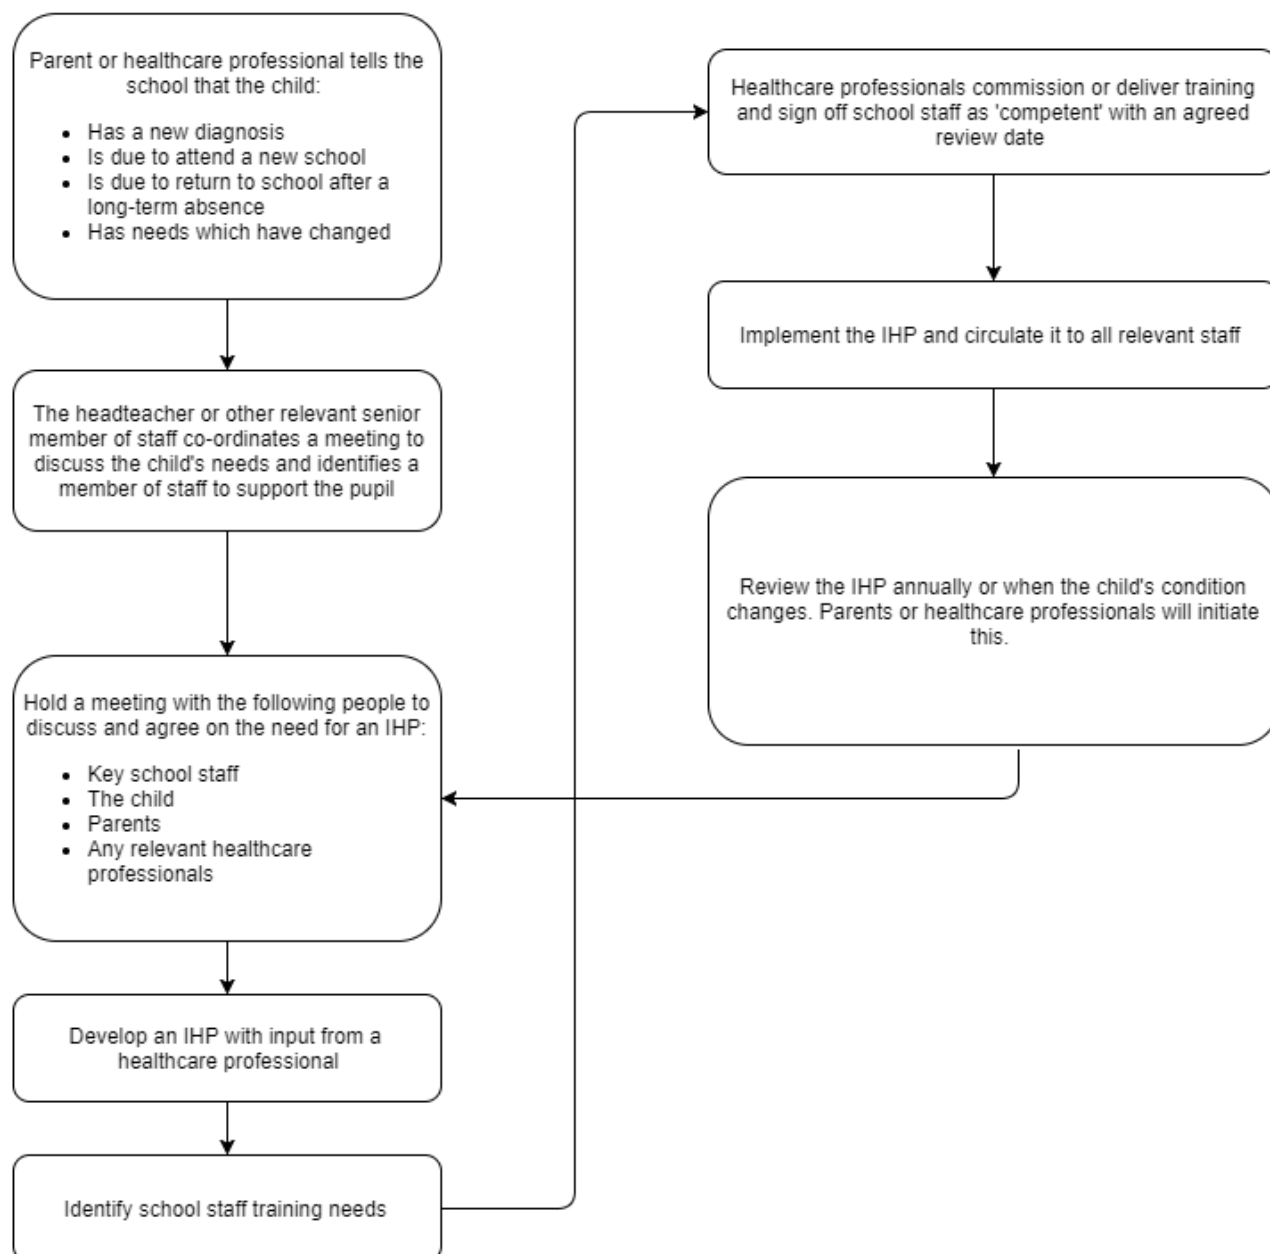 Parent or healthcare professional tells the
school that the child:
• Has a new diagnosis
• Is due to attend a new school
• Is due to return to school after a
long-term absence
• Has needs which have changed
The headteacher or other relevant senior
member of staff co-ordinates a meeting to
discuss the child's needs and identifies a
member of staff to support the pupil
Hold a meeting with the following people to
discuss and agree on the need for an IHP:
• Key school staff
• The child
• Parents
• Any relevant healthcare
professionals
Develop an IHP with input from a
healthcare professional
Identify school staff training needs
Healthcare professionals commission or deliver training
and sign off school staff as 'competent' with an agreed
review date
Implement the IHP and circulate it to all relevant staff
Review the IHP annually or when the child's condition
changes. Parents or healthcare professionals will initiate
this.